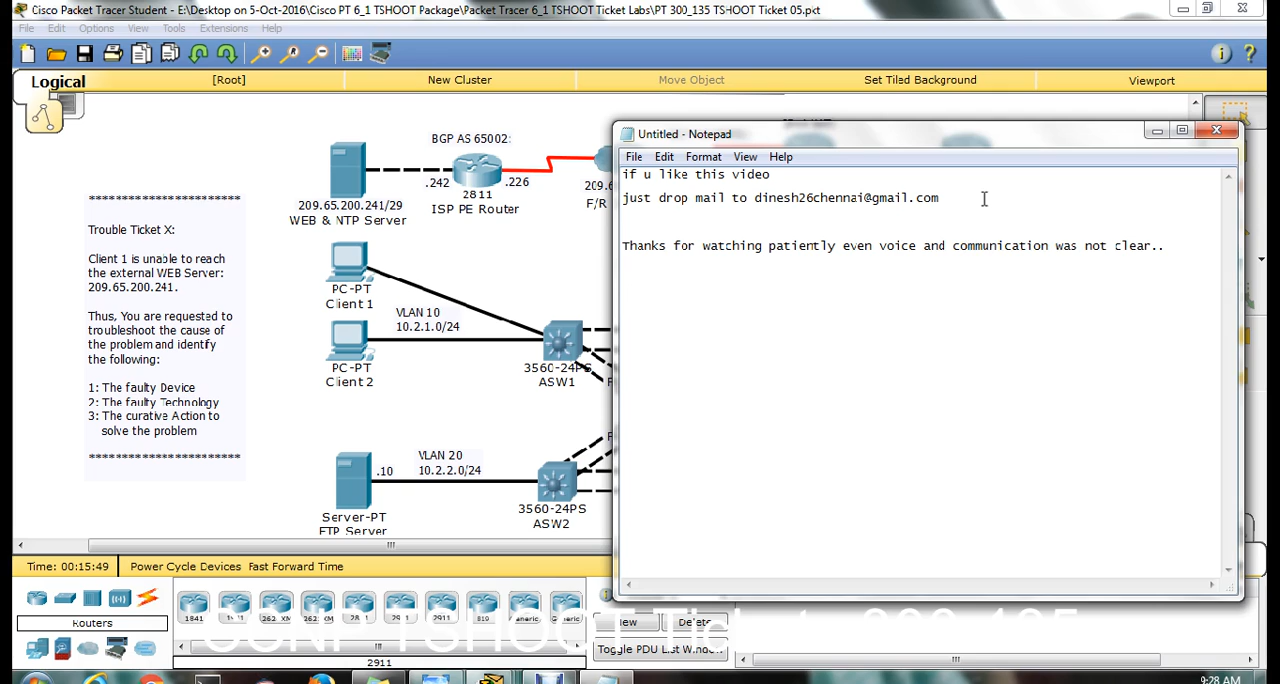 Cisco Packet Tracer Student - E:\Desktop on 5-Oct-2016\Cisco PT 6_1 TSHOOT Package\Packet Tracer 6_1 TSHOOT Ticket Labs\PT 300_135 TSHOOT Ticket 05.pkt
File Edit Options View Tools Extensions Help
Logical [Root] New Cluster Move Object Set Tiled Background Viewport
***********************
Trouble Ticket X:
Client 1 is unable to reach
the external WEB Server:
209.65.200.241.
Thus, You are requested to
troubleshoot the cause of
the problem and identify
the following:
1: The faulty Device
2: The faulty Technology
3: The curative Action to
solve the problem
***********************
BGP AS 65002:
.242
.226
2811
ISP PE Router
209.65.200.241/29
WEB & NTP Server
209.6
F/R
PC-PT
Client 1
VLAN 10
10.2.1.0/24
PC-PT
Client 2
3560-24PS
ASW1
VLAN 20
10.2.2.0/24
.10
Server-PT
FTP Server
3560-24PS
ASW2
Untitled - Notepad
File Edit Format View Help
if u like this video
just drop mail to dinesh26chennai@gmail.com
Thanks for watching patiently even voice and communication was not clear..
Time: 00:15:49 Power Cycle Devices Fast Forward Time
Routers
1841
2911
819
2911
New
Delete
Toggle PDU List Window
9:28 AM